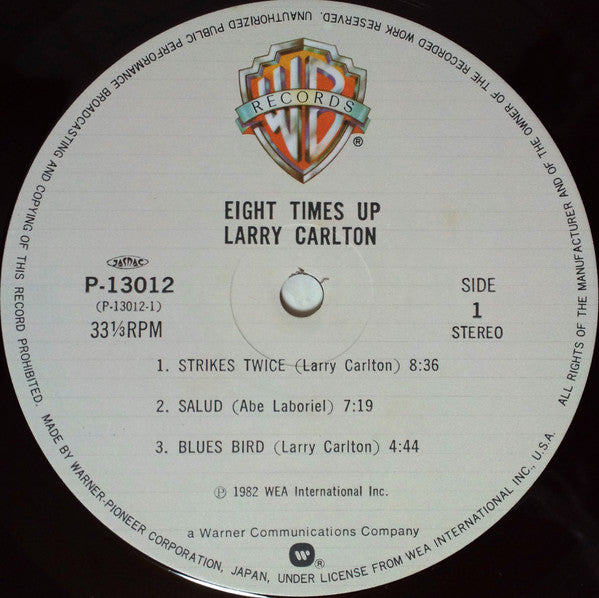 ALL RIGHTS OF THE MANUFACTURER AND OF THE OWNER OF THE RECORDED WORK RESERVED. UNAUTHORIZED PUBLIC PERFORMANCE BROADCASTING AND COPYING OF THIS RECORD PROHIBITED.
WB
RECORDS
®
EIGHT TIMES UP
LARRY CARLTON
JASRAC
P-13012
(P-13012-1)
33⅓RPM
SIDE
1
STEREO
1. STRIKES TWICE (Larry Carlton) 8:36
2. SALUD (Abe Laboriel) 7:19
3. BLUES BIRD (Larry Carlton) 4:44
℗ 1982 WEA International Inc.
a Warner Communications Company
®
MADE BY WARNER-PIONEER CORPORATION, JAPAN, UNDER LICENSE FROM WEA INTERNATIONAL INC., U.S.A.